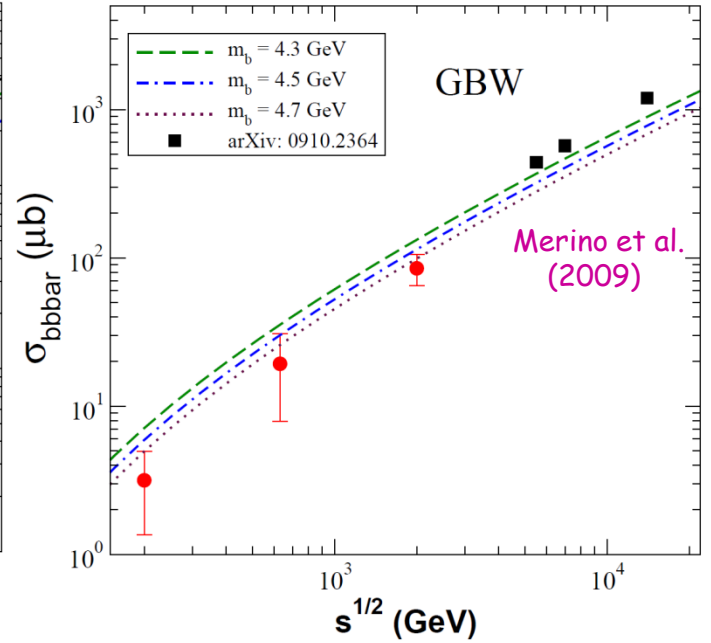 m_b = 4.3 GeV
m_b = 4.5 GeV
m_b = 4.7 GeV
arXiv: 0910.2364
GBW
Merino et al.
(2009)
σ_bbbar (μb)
10^3
10^2
10^1
10^0
10^3
10^4
s^{1/2} (GeV)